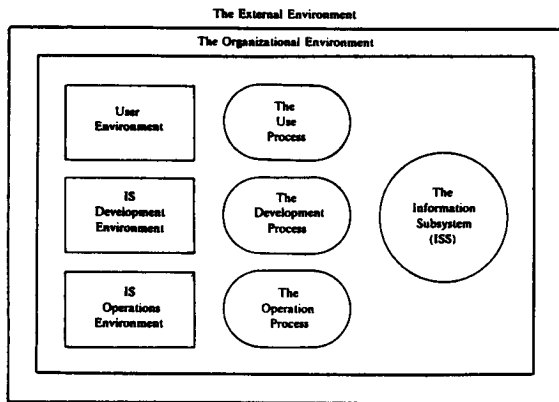 The External Environment
The Organizational Environment
User
Environment
The
Use
Process
IS
Development
Environment
The
Development
Process
The
Information
Subsystem
(ISS)
IS
Operations
Environment
The
Operation
Process